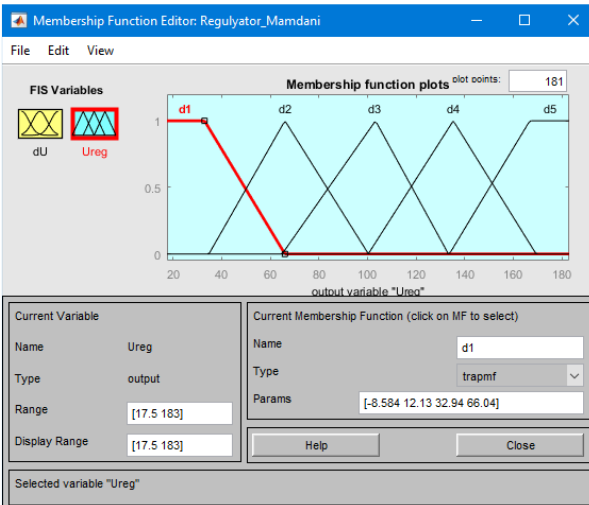 Membership Function Editor: Regulyator_Mamdani
File Edit View
FIS Variables
dU Ureg
Membership function plots
plot points: 181
d1 d2 d3 d4 d5
1
0.5
0
20 40 60 80 100 120 140 160 180
output variable "Ureg"
Current Variable
Name Ureg
Type output
Range [17.5 183]
Display Range [17.5 183]
Current Membership Function (click on MF to select)
Name d1
Type trapmf
Params [-8.584 12.13 32.94 66.04]
Help Close
Selected variable "Ureg"